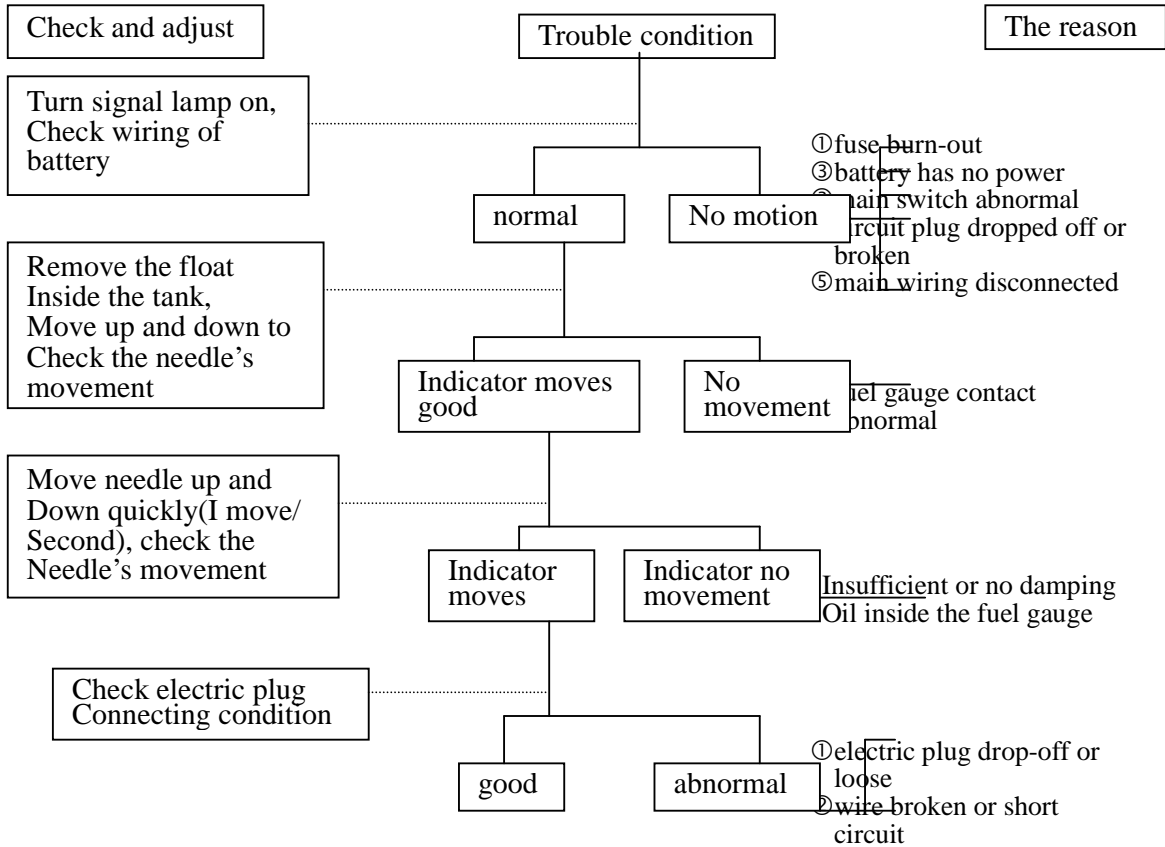 Check and adjust
Trouble condition
The reason
Turn signal lamp on,
Check wiring of
battery
①fuse burn-out
③battery has no power
main switch abnormal
circuit plug dropped off or
broken
⑤main wiring disconnected
normal
No motion
Remove the float
Inside the tank,
Move up and down to
Check the needle’s
movement
Indicator moves
good
No
movement
fuel gauge contact
abnormal
Move needle up and
Down quickly(I move/
Second), check the
Needle’s movement
Indicator
moves
Indicator no
movement
Insufficient or no damping
Oil inside the fuel gauge
Check electric plug
Connecting condition
good
abnormal
①electric plug drop-off or
loose
②wire broken or short
circuit